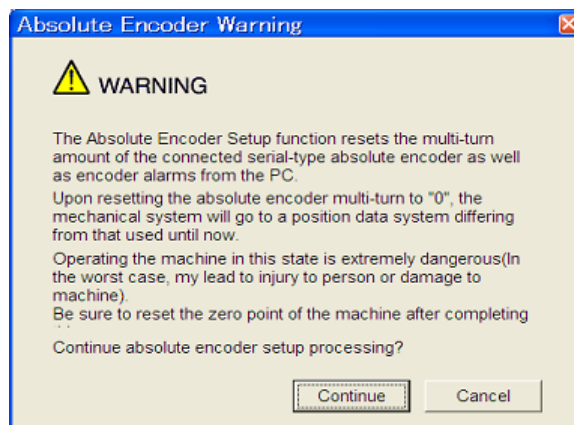 Absolute Encoder Warning
WARNING
The Absolute Encoder Setup function resets the multi-turn
amount of the connected serial-type absolute encoder as well
as encoder alarms from the PC.
Upon resetting the absolute encoder multi-turn to "0", the
mechanical system will go to a position data system differing
from that used until now.
Operating the machine in this state is extremely dangerous(In
the worst case, my lead to injury to person or damage to
machine).
Be sure to reset the zero point of the machine after completing
Continue absolute encoder setup processing?
Continue
Cancel